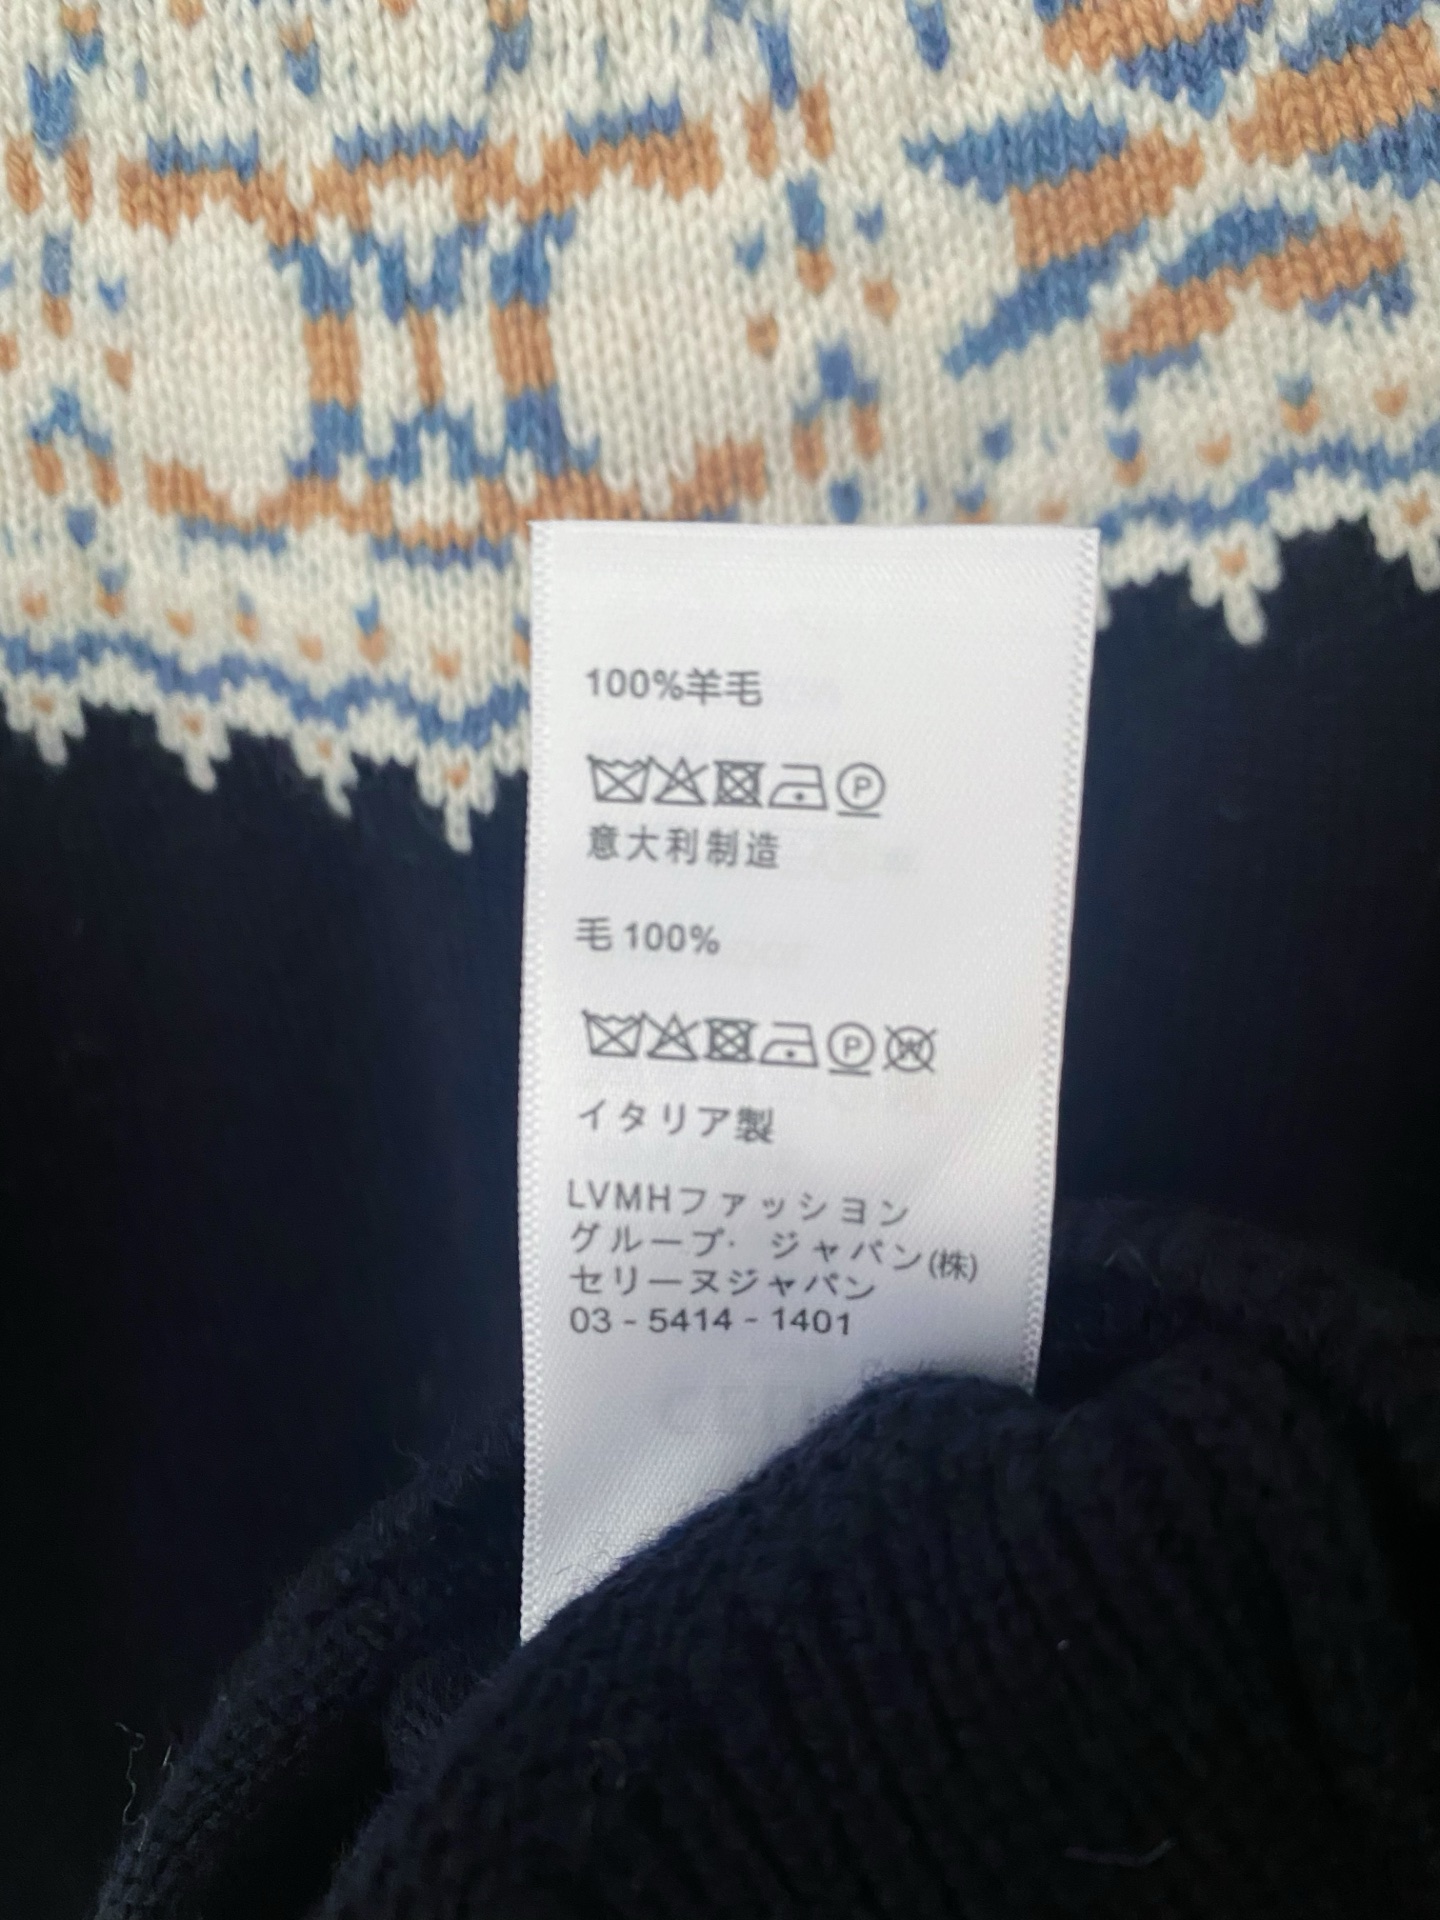 100%羊毛
意大利制造
毛 100%
P
P W
イタリア製
LVMHファッション
グループ・ ジャパン(株)
セリーヌジャパン
03 - 5414 - 1401